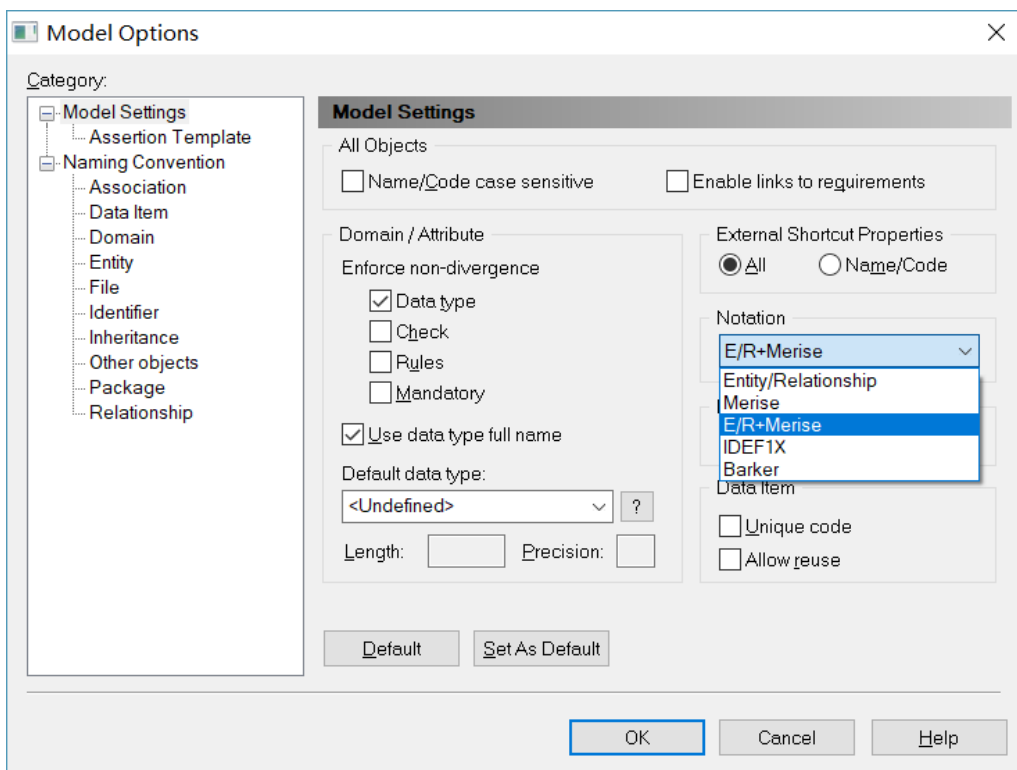 Model Options
Category:
Model Settings
Assertion Template
Naming Convention
Association
Data Item
Domain
Entity
File
Identifier
Inheritance
Other objects
Package
Relationship
Model Settings
All Objects
Name/Code case sensitive
Enable links to requirements
Domain / Attribute
Enforce non-divergence
Data type
Check
Rules
Mandatory
Use data type full name
Default data type:
<Undefined>
?
Length:
Precision:
External Shortcut Properties
All
Name/Code
Notation
E/R+Merise
Entity/Relationship
Merise
E/R+Merise
IDEF1X
Barker
Data Item
Unique code
Allow reuse
Default
Set As Default
OK
Cancel
Help